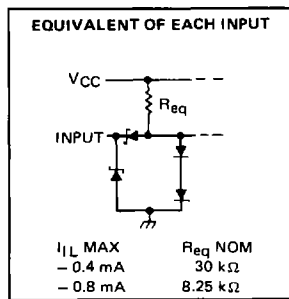 EQUIVALENT OF EACH INPUT
VCC
Req
INPUT
IIL MAX Req NOM
– 0.4 mA 30 kΩ
– 0.8 mA 8.25 kΩ